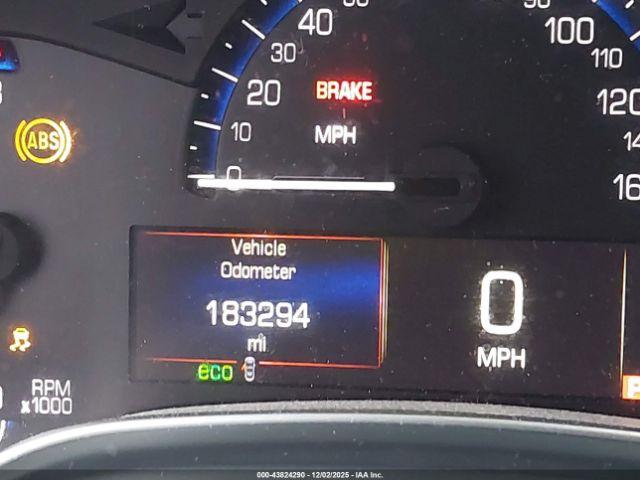 40
100
30
110
BRAKE
20
120
ABS
10
MPH
0
Vehicle
Odometer
183294
0
mi
MPH
eco
RPM
x1000
000-43824290 - 12/02/2025 - IAA Inc.